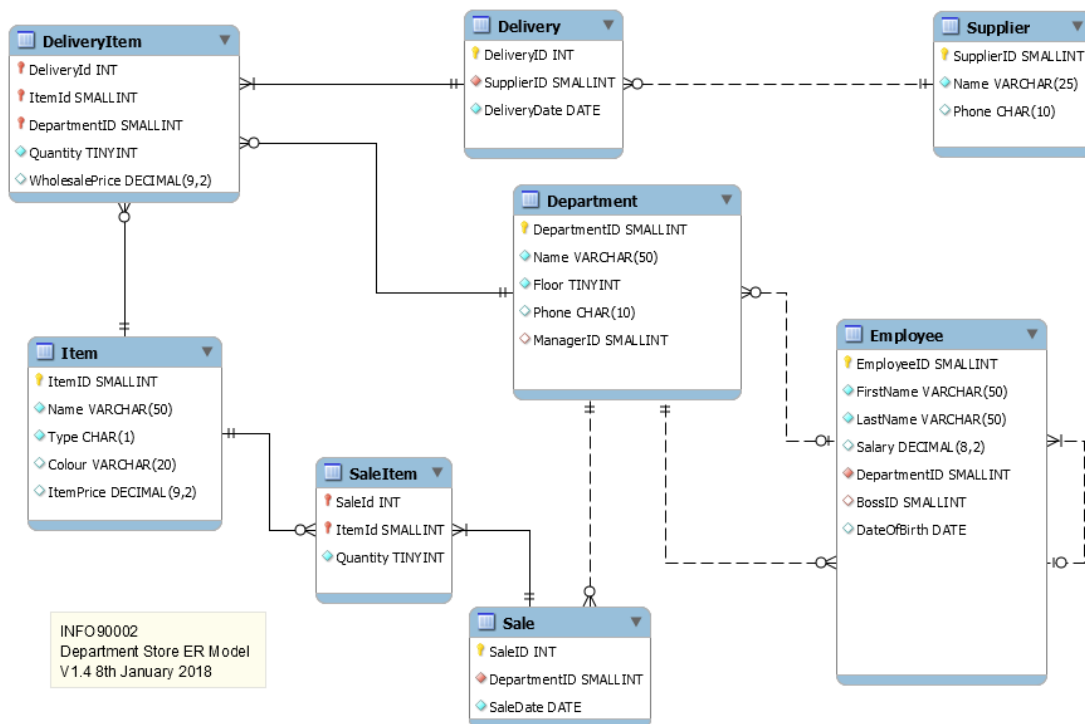 DeliveryItem
DeliveryId INT
ItemId SMALLINT
DepartmentID SMALLINT
Quantity TINYINT
WholesalePrice DECIMAL(9,2)
Delivery
DeliveryID INT
SupplierID SMALLINT
DeliveryDate DATE
Supplier
SupplierID SMALLINT
Name VARCHAR(25)
Phone CHAR(10)
Department
DepartmentID SMALLINT
Name VARCHAR(50)
Floor TINYINT
Phone CHAR(10)
ManagerID SMALLINT
Employee
EmployeeID SMALLINT
FirstName VARCHAR(50)
LastName VARCHAR(50)
Salary DECIMAL(8,2)
DepartmentID SMALLINT
BossID SMALLINT
DateOfBirth DATE
Item
ItemID SMALLINT
Name VARCHAR(50)
Type CHAR(1)
Colour VARCHAR(20)
ItemPrice DECIMAL(9,2)
SaleItem
SaleId INT
ItemId SMALLINT
Quantity TINYINT
Sale
SaleID INT
DepartmentID SMALLINT
SaleDate DATE
INFO90002
Department Store ER Model
V1.4 8th January 2018